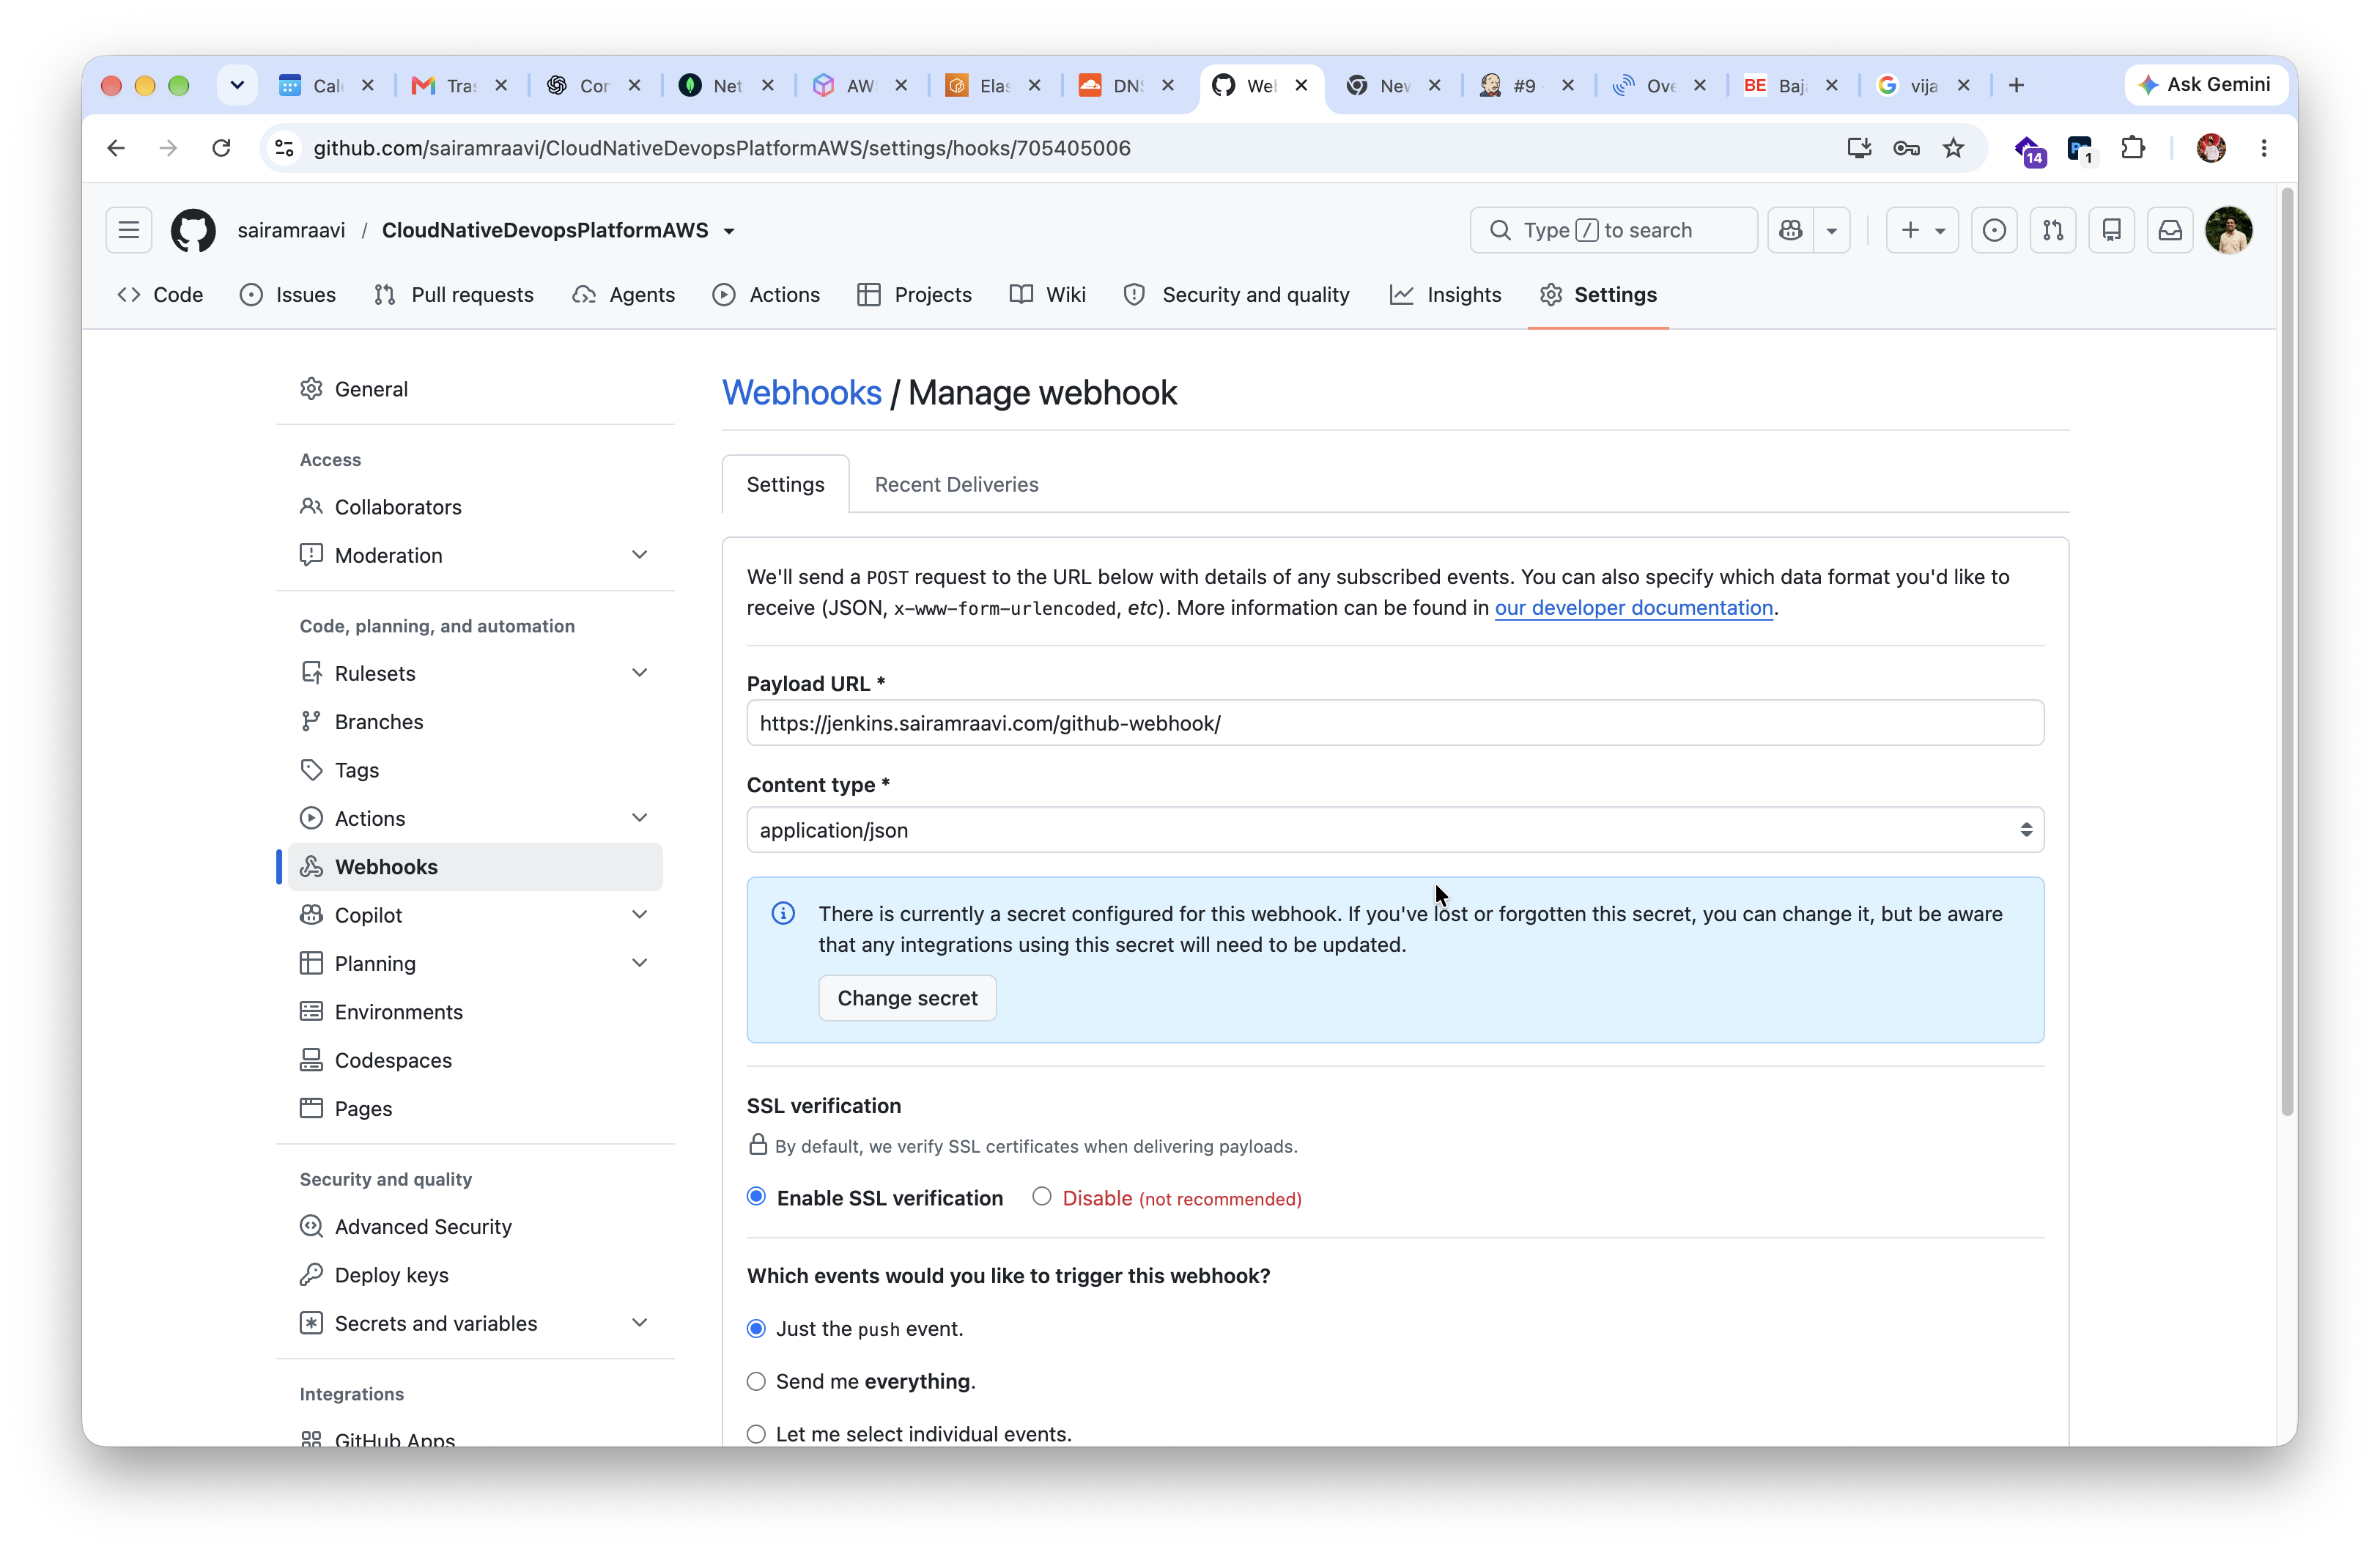 Cal
Tras
Cor
Net
AW
Elas
DNS
Wel
New
#9
Ove
BE
Baja
vija
Ask Gemini
github.com/sairamraavi/CloudNativeDevopsPlatformAWS/settings/hooks/705405006
14
1
sairamraavi / CloudNativeDevopsPlatformAWS
Type / to search
Code
Issues
Pull requests
Agents
Actions
Projects
Wiki
Security and quality
Insights
Settings
General
Access
Collaborators
Moderation
Code, planning, and automation
Rulesets
Branches
Tags
Actions
Webhooks
Copilot
Planning
Environments
Codespaces
Pages
Security and quality
Advanced Security
Deploy keys
Secrets and variables
Integrations
GitHub Apps
Webhooks / Manage webhook
Settings
Recent Deliveries
We'll send a POST request to the URL below with details of any subscribed events. You can also specify which data format you'd like to
receive (JSON, x-www-form-urlencoded, etc). More information can be found in our developer documentation.
Payload URL *
https://jenkins.sairamraavi.com/github-webhook/
Content type *
application/json
There is currently a secret configured for this webhook. If you've lost or forgotten this secret, you can change it, but be aware
that any integrations using this secret will need to be updated.
Change secret
SSL verification
By default, we verify SSL certificates when delivering payloads.
Enable SSL verification
Disable (not recommended)
Which events would you like to trigger this webhook?
Just the push event.
Send me everything.
Let me select individual events.